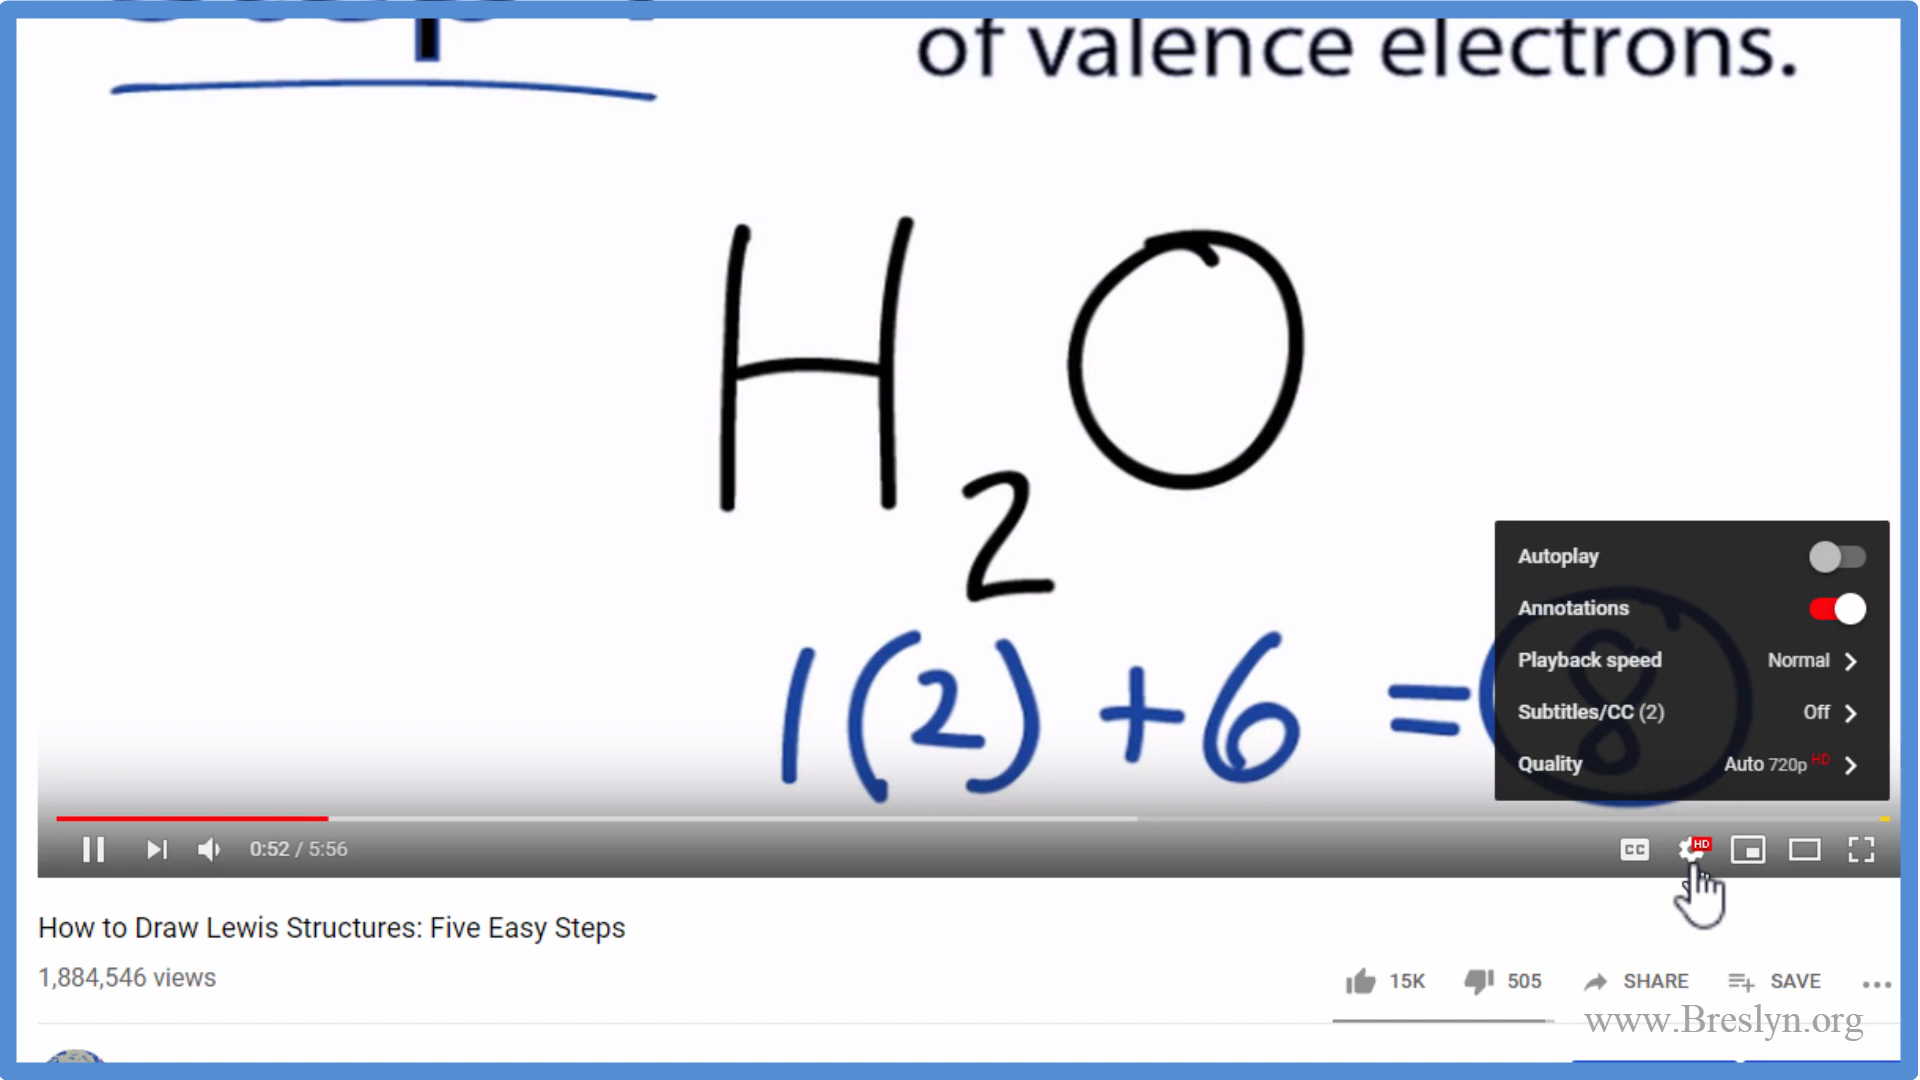 of valence electrons.
H2O
1(2)+6 = 8
Autoplay
Annotations
Playback speed Normal
Subtitles/CC (2) Off
Quality Auto 720p HD
0:52 / 5:56 CC HD
How to Draw Lewis Structures: Five Easy Steps
1,884,546 views
15K 505 SHARE SAVE ...
www.Breslyn.org